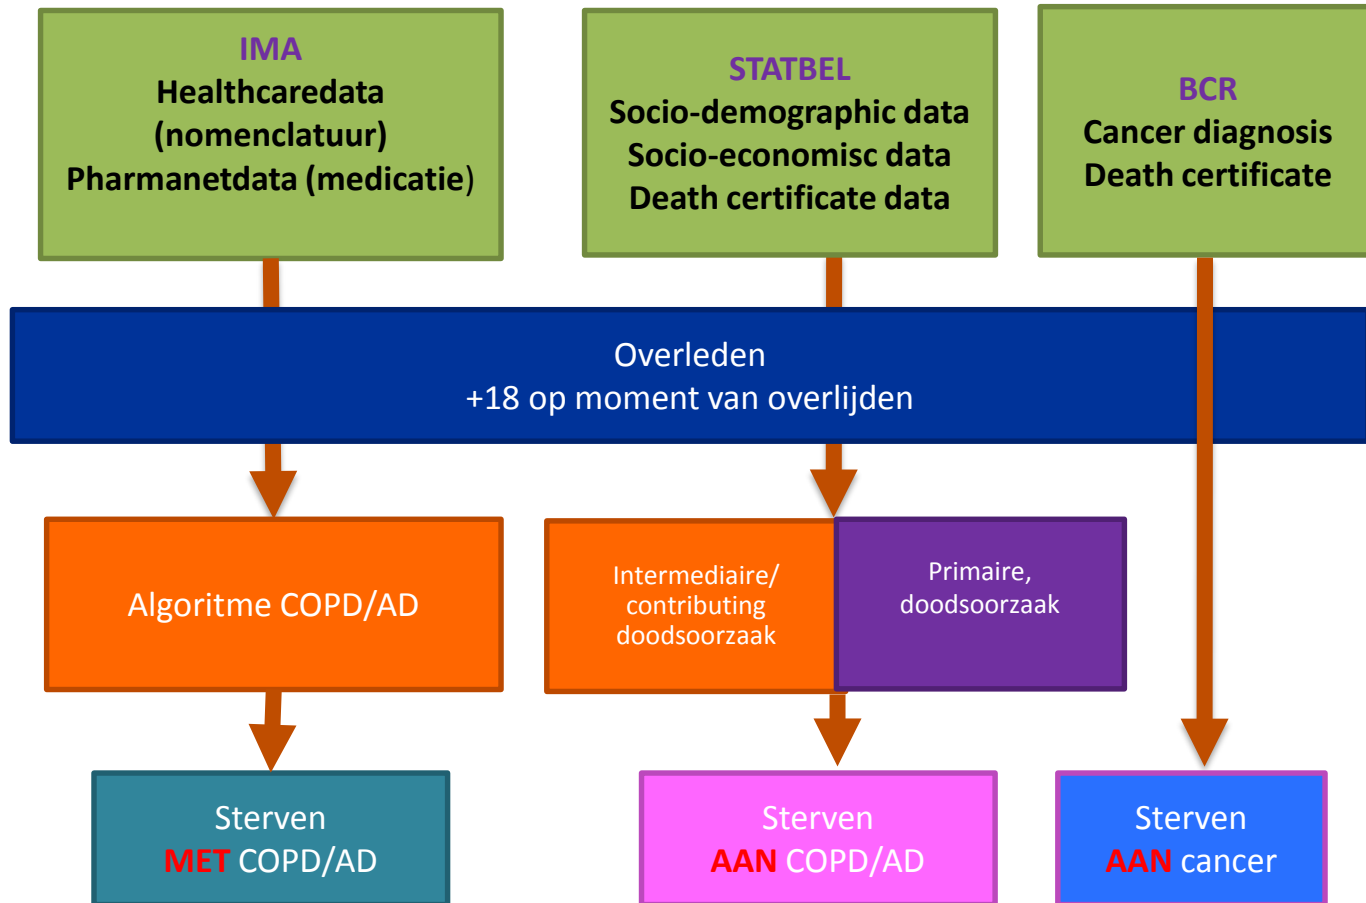 IMA
Healthcaredata
(nomenclatuur)
Pharmanetdata (medicatie)
STATBEL
Socio-demographic data
Socio-economisc data
Death certificate data
BCR
Cancer diagnosis
Death certificate
Overleden
+18 op moment van overlijden
Algoritme COPD/AD
Intermediaire/
contributing
doodsoorzaak
Primaire,
doodsoorzaak
Sterven
MET COPD/AD
Sterven
AAN COPD/AD
Sterven
AAN cancer